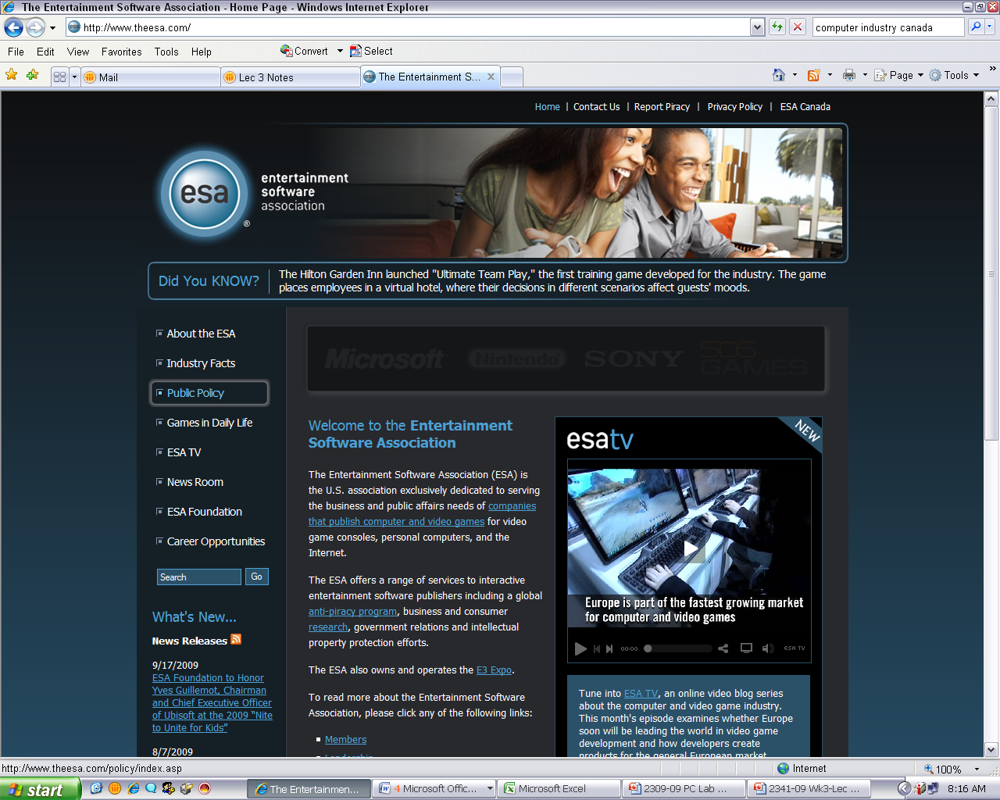 The Entertainment Software Association - Home Page - Windows Internet Explorer
http://www.theesa.com/
computer industry canada
File Edit View Favorites Tools Help Convert Select
Mail Lec 3 Notes The Entertainment S... Page Tools
Home | Contact Us | Report Piracy | Privacy Policy | ESA Canada
esa
entertainment
software
association
®
Did You KNOW?
The Hilton Garden Inn launched "Ultimate Team Play," the first training game developed for the industry. The game
places employees in a virtual hotel, where their decisions in different scenarios affect guests' moods.
About the ESA
Industry Facts
Public Policy
Games in Daily Life
ESA TV
News Room
ESA Foundation
Career Opportunities
Search Go
What's New...
News Releases
9/17/2009
ESA Foundation to Honor
Yves Guillemot, Chairman
and Chief Executive Officer
of Ubisoft at the 2009 “Nite
to Unite for Kids”
8/7/2009
Microsoft Nintendo SONY 505
GAMES
Welcome to the Entertainment
Software Association
The Entertainment Software Association (ESA) is
the U.S. association exclusively dedicated to serving
the business and public affairs needs of companies
that publish computer and video games for video
game consoles, personal computers, and the
Internet.
The ESA offers a range of services to interactive
entertainment software publishers including a global
anti-piracy program, business and consumer
research, government relations and intellectual
property protection efforts.
The ESA also owns and operates the E3 Expo.
To read more about the Entertainment Software
Association, please click any of the following links:
Members
Leadership
esatv
NEW
Europe is part of the fastest growing market
for computer and video games
00:00 ESA TV
Tune into ESA TV, an online video blog series
about the computer and video game industry.
This month's episode examines whether Europe
soon will be leading the world in video game
development and how developers create
products for the general European market.
http://www.theesa.com/policy/index.asp Internet 100%
start The Entertainmen... 4 Microsoft Offic... Microsoft Excel 2309-09 PC Lab ... 2341-09 Wk3-Lec ... 8:16 AM